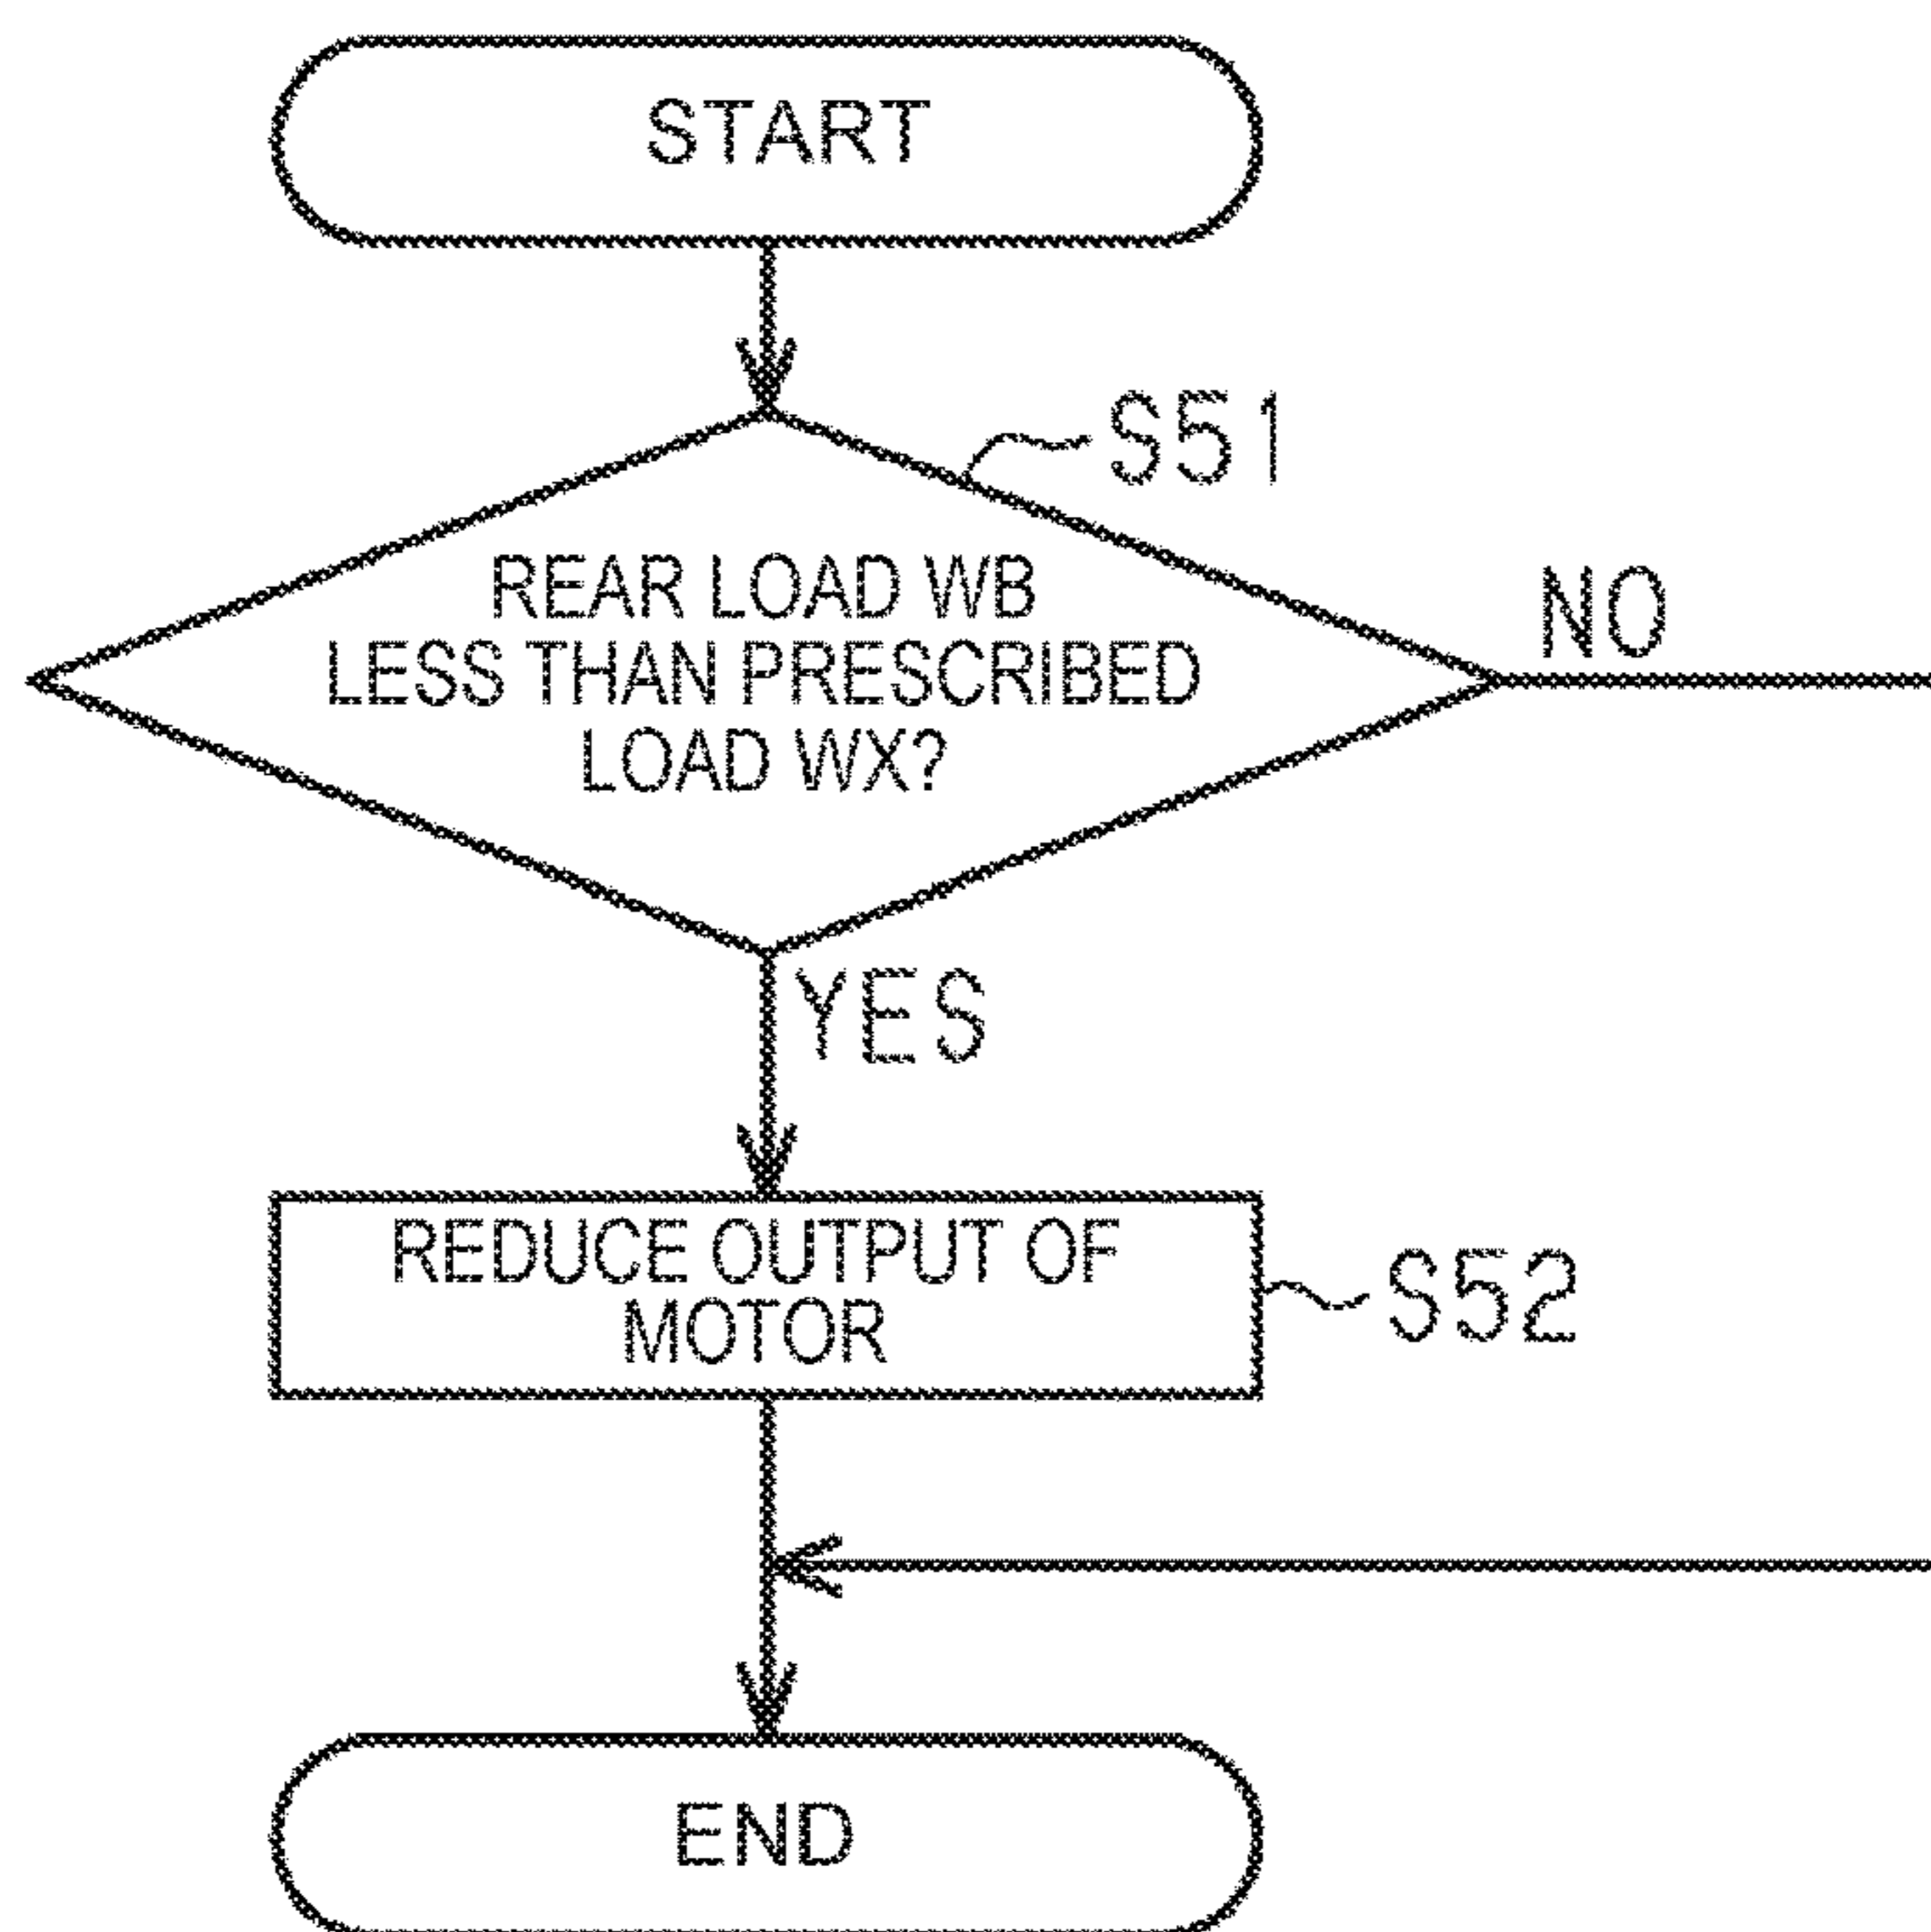 START
S51
REAR LOAD WB
LESS THAN PRESCRIBED
LOAD WX?
NO
YES
REDUCE OUTPUT OF
MOTOR
S52
END